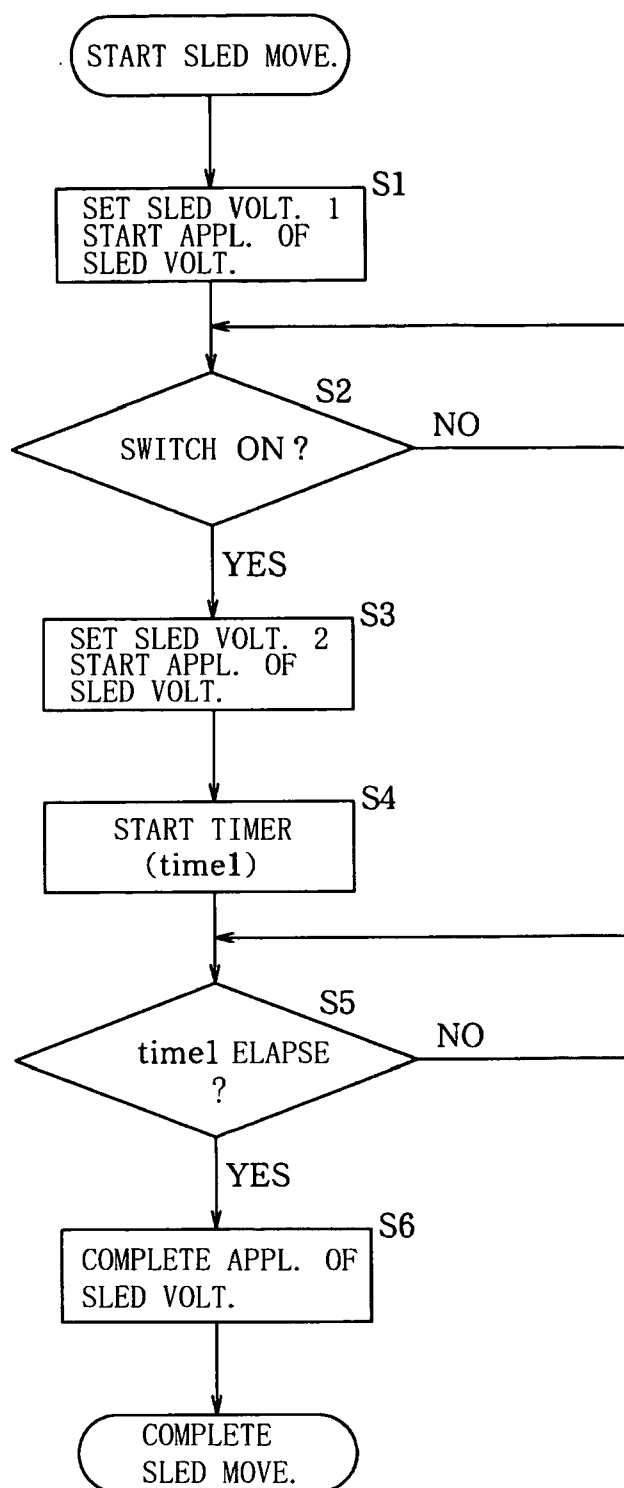 START SLED MOVE.
S1
SET SLED VOLT. 1
START APPL. OF
SLED VOLT.
S2
SWITCH ON?
NO
YES
S3
SET SLED VOLT. 2
START APPL. OF
SLED VOLT.
S4
START TIMER
(time1)
S5
time1 ELAPSE
?
NO
YES
S6
COMPLETE APPL. OF
SLED VOLT.
COMPLETE
SLED MOVE.